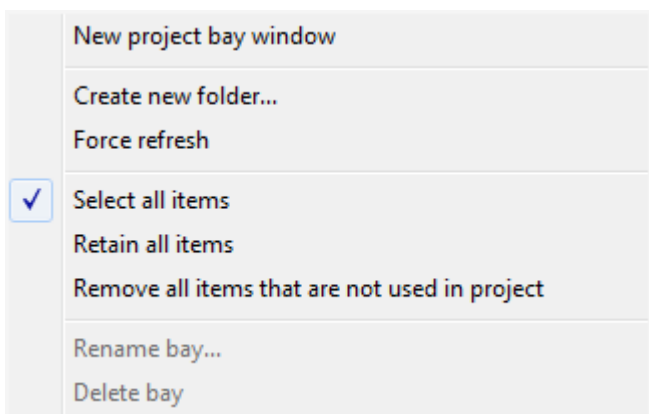 New project bay window
Create new folder...
Force refresh
Select all items
Retain all items
Remove all items that are not used in project
Rename bay...
Delete bay